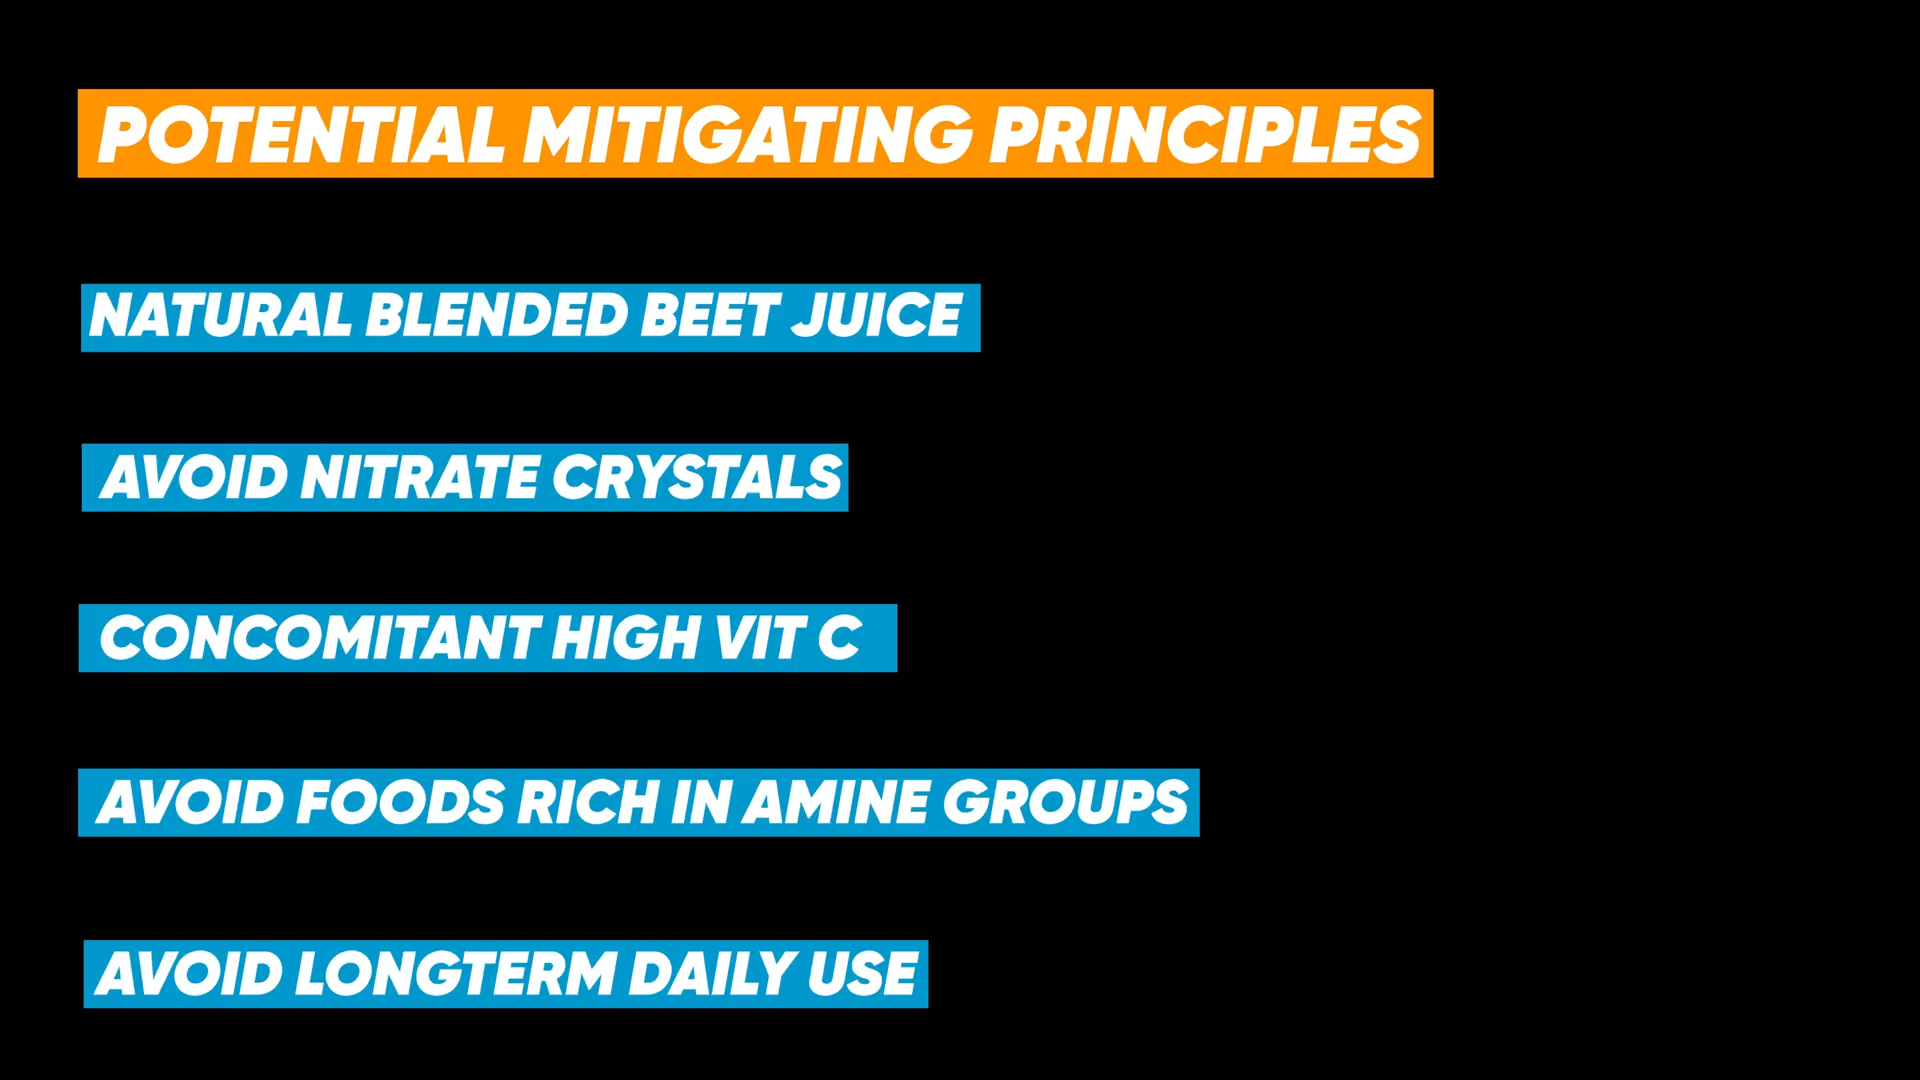 POTENTIAL MITIGATING PRINCIPLES
NATURAL BLENDED BEET JUICE
AVOID NITRATE CRYSTALS
CONCOMITANT HIGH VIT C
AVOID FOODS RICH IN AMINE GROUPS
AVOID LONGTERM DAILY USE